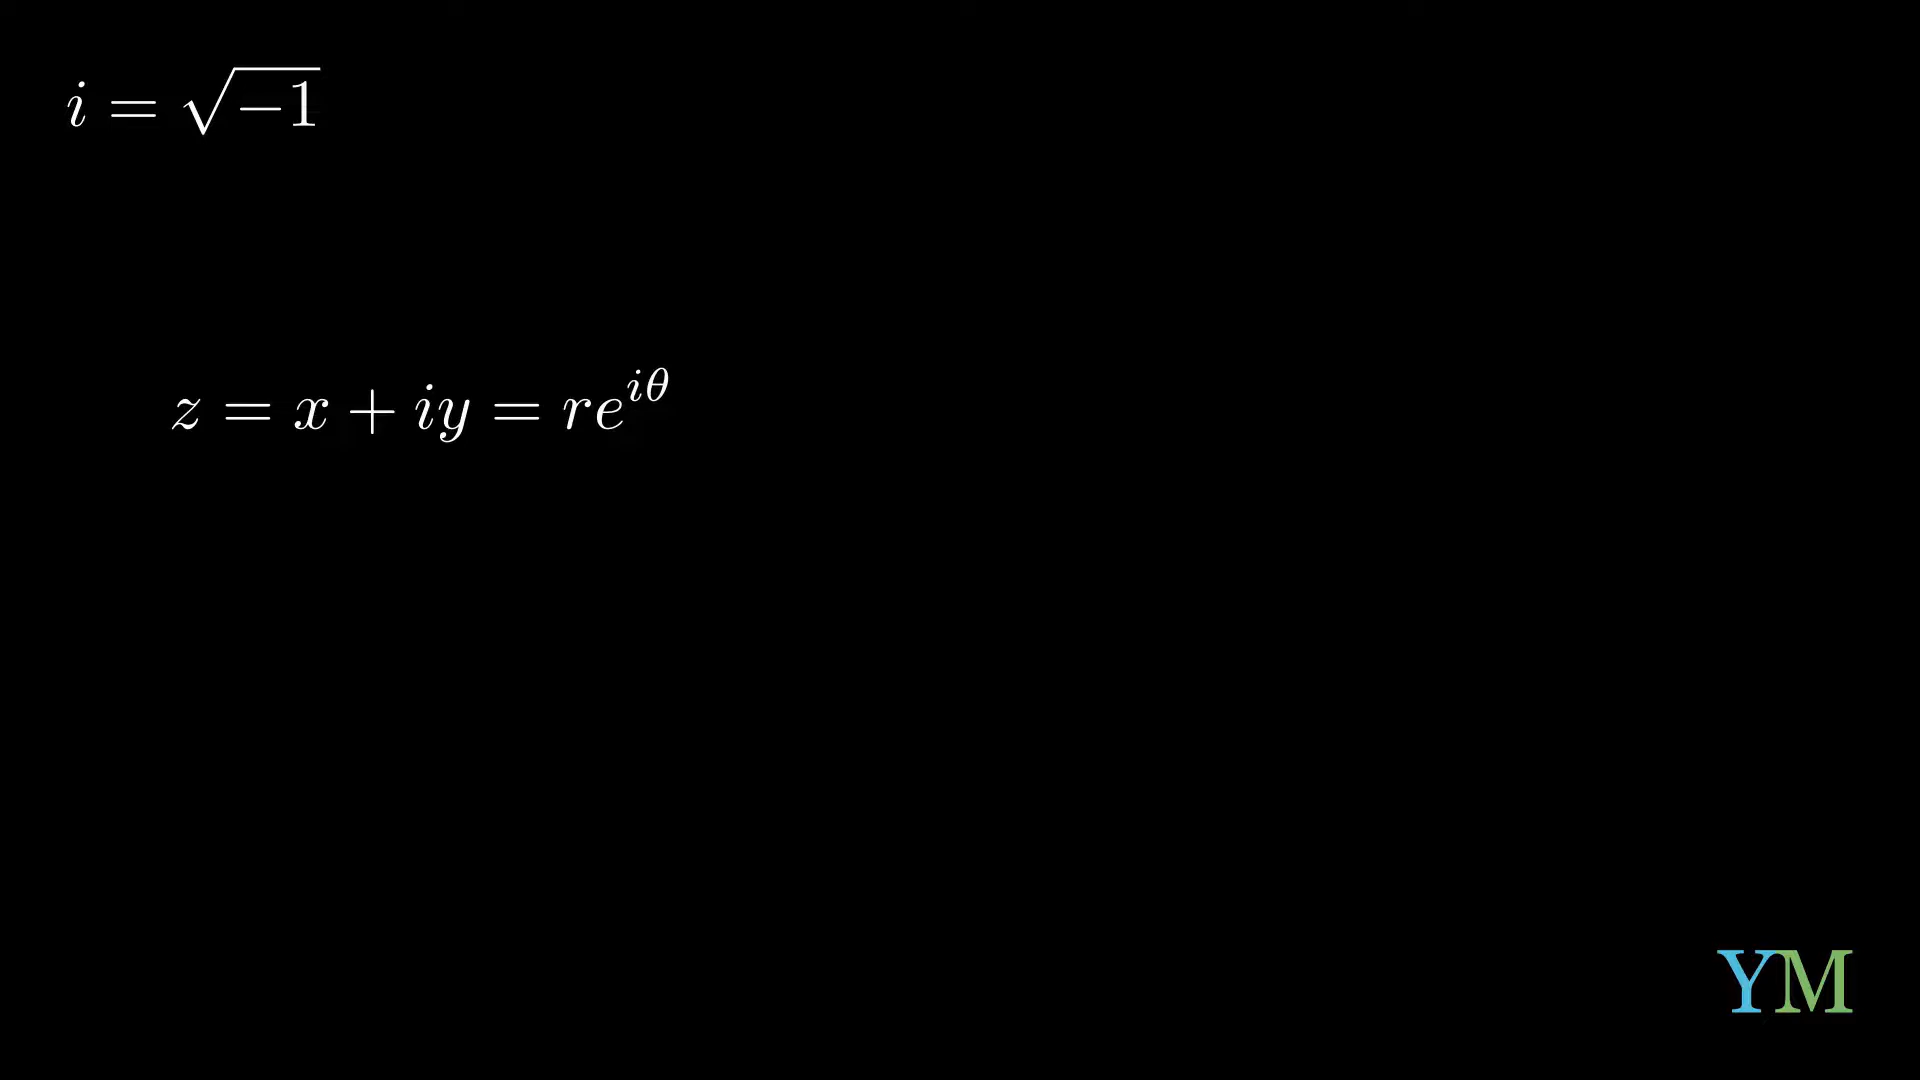 i = √−1
z = x + iy = re^{iθ}
YM